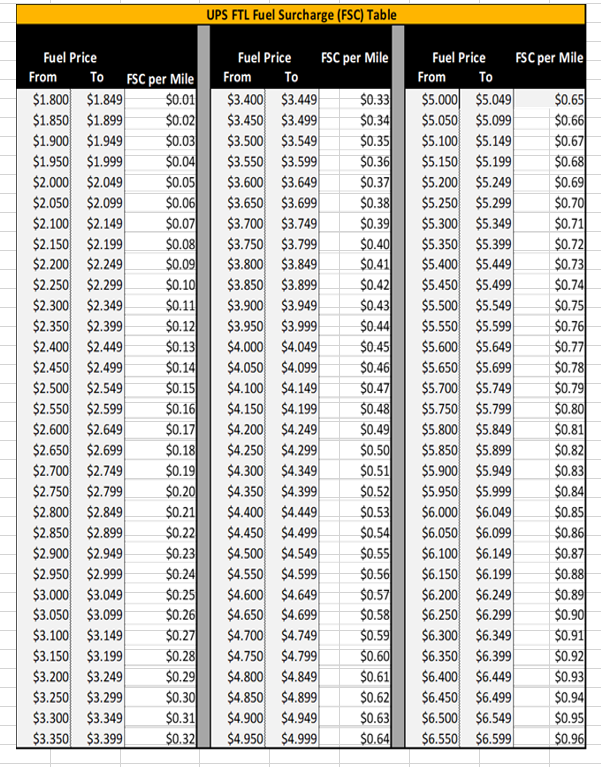 UPS FTL Fuel Surcharge (FSC) Table
Fuel Price Fuel Price FSC per Mile Fuel Price FSC per Mile
From To FSC per Mile From To From To
$1.800 $1.849 $0.01 $3.400 $3.449 $0.33 $5.000 $5.049 $0.65
$1.850 $1.899 $0.02 $3.450 $3.499 $0.34 $5.050 $5.099 $0.66
$1.900 $1.949 $0.03 $3.500 $3.549 $0.35 $5.100 $5.149 $0.67
$1.950 $1.999 $0.04 $3.550 $3.599 $0.36 $5.150 $5.199 $0.68
$2.000 $2.049 $0.05 $3.600 $3.649 $0.37 $5.200 $5.249 $0.69
$2.050 $2.099 $0.06 $3.650 $3.699 $0.38 $5.250 $5.299 $0.70
$2.100 $2.149 $0.07 $3.700 $3.749 $0.39 $5.300 $5.349 $0.71
$2.150 $2.199 $0.08 $3.750 $3.799 $0.40 $5.350 $5.399 $0.72
$2.200 $2.249 $0.09 $3.800 $3.849 $0.41 $5.400 $5.449 $0.73
$2.250 $2.299 $0.10 $3.850 $3.899 $0.42 $5.450 $5.499 $0.74
$2.300 $2.349 $0.11 $3.900 $3.949 $0.43 $5.500 $5.549 $0.75
$2.350 $2.399 $0.12 $3.950 $3.999 $0.44 $5.550 $5.599 $0.76
$2.400 $2.449 $0.13 $4.000 $4.049 $0.45 $5.600 $5.649 $0.77
$2.450 $2.499 $0.14 $4.050 $4.099 $0.46 $5.650 $5.699 $0.78
$2.500 $2.549 $0.15 $4.100 $4.149 $0.47 $5.700 $5.749 $0.79
$2.550 $2.599 $0.16 $4.150 $4.199 $0.48 $5.750 $5.799 $0.80
$2.600 $2.649 $0.17 $4.200 $4.249 $0.49 $5.800 $5.849 $0.81
$2.650 $2.699 $0.18 $4.250 $4.299 $0.50 $5.850 $5.899 $0.82
$2.700 $2.749 $0.19 $4.300 $4.349 $0.51 $5.900 $5.949 $0.83
$2.750 $2.799 $0.20 $4.350 $4.399 $0.52 $5.950 $5.999 $0.84
$2.800 $2.849 $0.21 $4.400 $4.449 $0.53 $6.000 $6.049 $0.85
$2.850 $2.899 $0.22 $4.450 $4.499 $0.54 $6.050 $6.099 $0.86
$2.900 $2.949 $0.23 $4.500 $4.549 $0.55 $6.100 $6.149 $0.87
$2.950 $2.999 $0.24 $4.550 $4.599 $0.56 $6.150 $6.199 $0.88
$3.000 $3.049 $0.25 $4.600 $4.649 $0.57 $6.200 $6.249 $0.89
$3.050 $3.099 $0.26 $4.650 $4.699 $0.58 $6.250 $6.299 $0.90
$3.100 $3.149 $0.27 $4.700 $4.749 $0.59 $6.300 $6.349 $0.91
$3.150 $3.199 $0.28 $4.750 $4.799 $0.60 $6.350 $6.399 $0.92
$3.200 $3.249 $0.29 $4.800 $4.849 $0.61 $6.400 $6.449 $0.93
$3.250 $3.299 $0.30 $4.850 $4.899 $0.62 $6.450 $6.499 $0.94
$3.300 $3.349 $0.31 $4.900 $4.949 $0.63 $6.500 $6.549 $0.95
$3.350 $3.399 $0.32 $4.950 $4.999 $0.64 $6.550 $6.599 $0.96